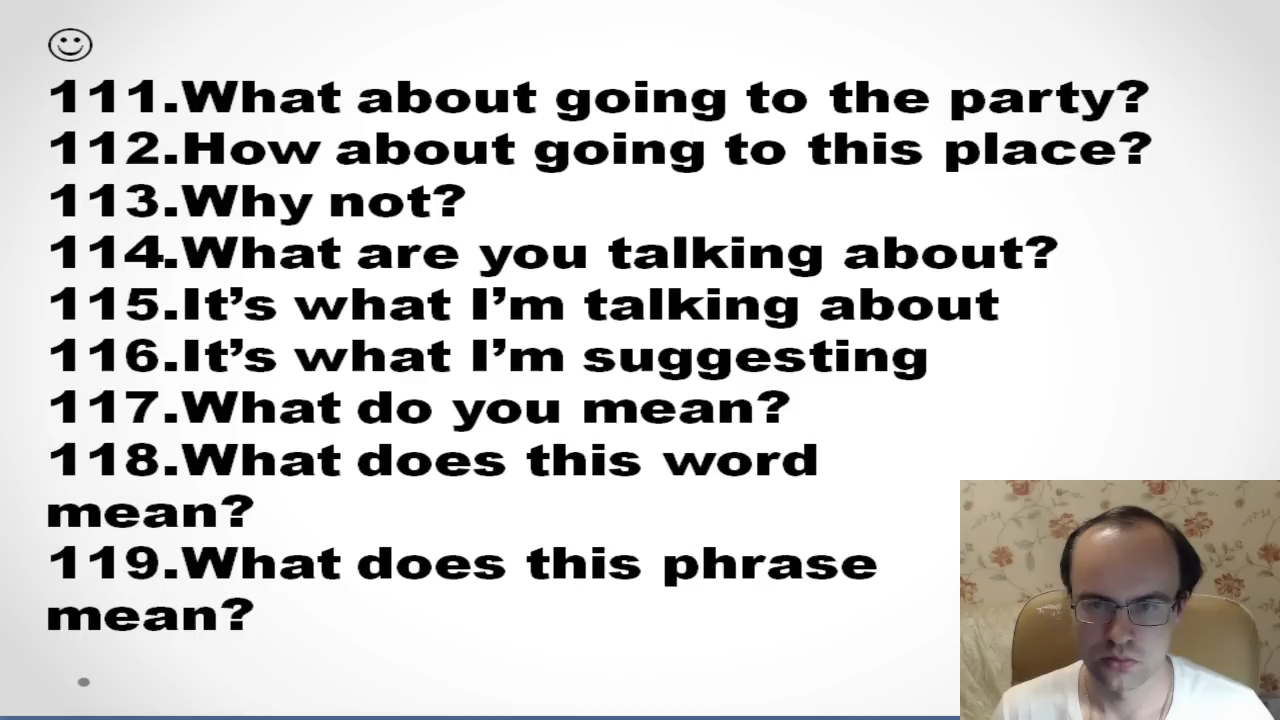 111.What about going to the party?
112.How about going to this place?
113.Why not?
114.What are you talking about?
115.It’s what I’m talking about
116.It’s what I’m suggesting
117.What do you mean?
118.What does this word
mean?
119.What does this phrase
mean?